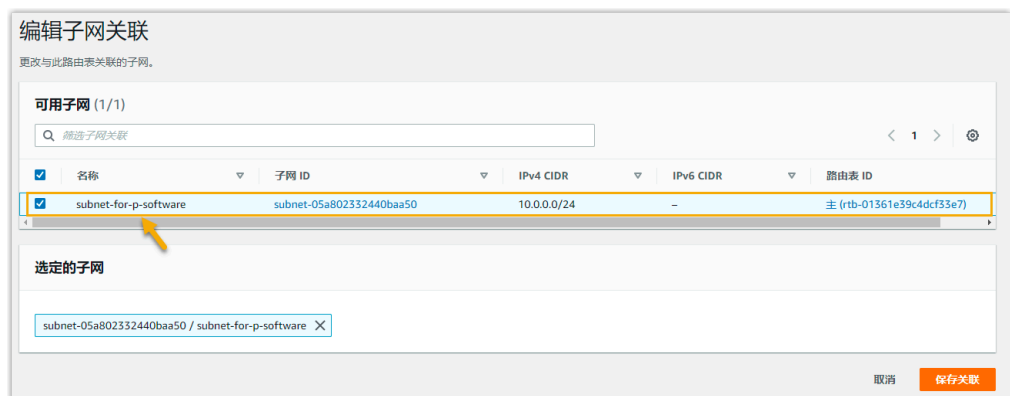 编辑子网关联
更改与此路由表关联的子网。
可用子网 (1/1)
筛选子网关联
1
名称 子网 ID IPv4 CIDR IPv6 CIDR 路由表 ID
subnet-for-p-software subnet-05a802332440baa50 10.0.0.0/24 – 主 (rtb-01361e39c4dcf33e7)
选定的子网
subnet-05a802332440baa50 / subnet-for-p-software
取消 保存关联